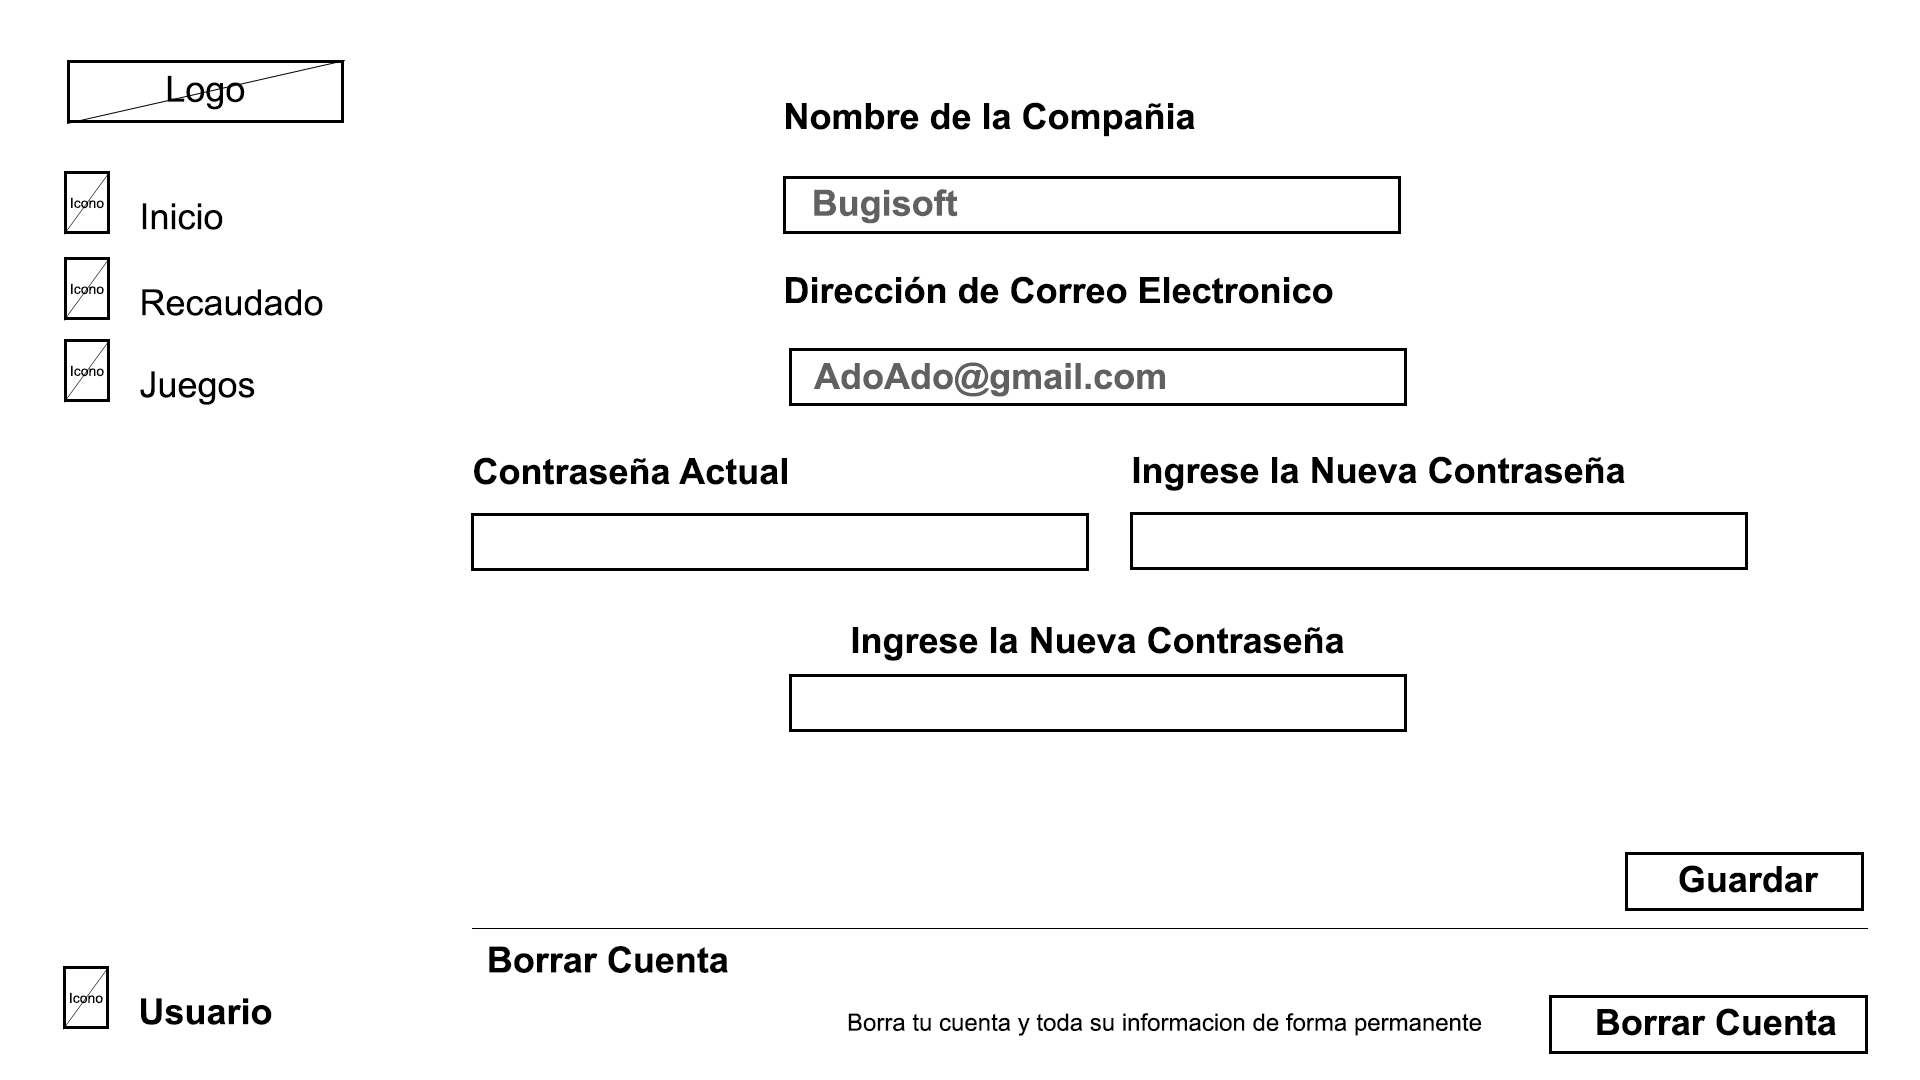 Logo
Icono
Inicio
Icono
Recaudado
Icono
Juegos
Nombre de la Compañia
Bugisoft
Dirección de Correo Electronico
AdoAdo@gmail.com
Contraseña Actual
Ingrese la Nueva Contraseña
Ingrese la Nueva Contraseña
Guardar
Borrar Cuenta
Borra tu cuenta y toda su informacion de forma permanente
Borrar Cuenta
Icono
Usuario